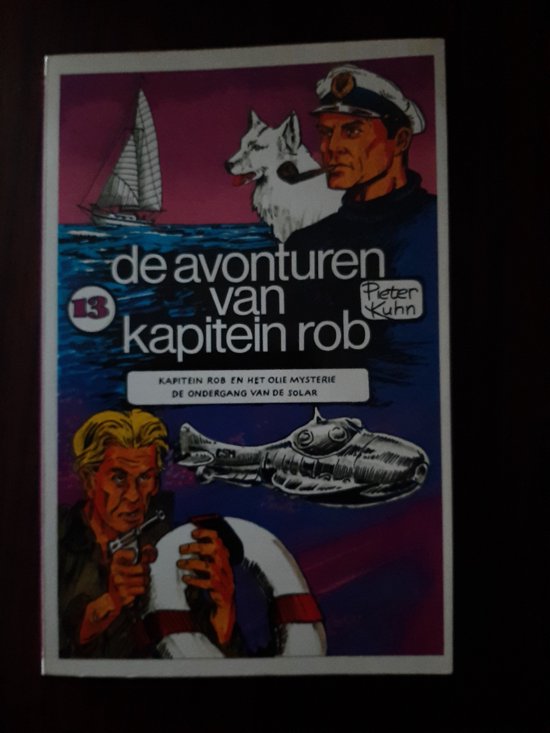 de avonturen
van
kapitein rob
13
Pieter
Kuhn
KAPITEIN ROB EN HET OLIE MYSTERIE
DE ONDERGANG VAN DE SOLAR
CSM